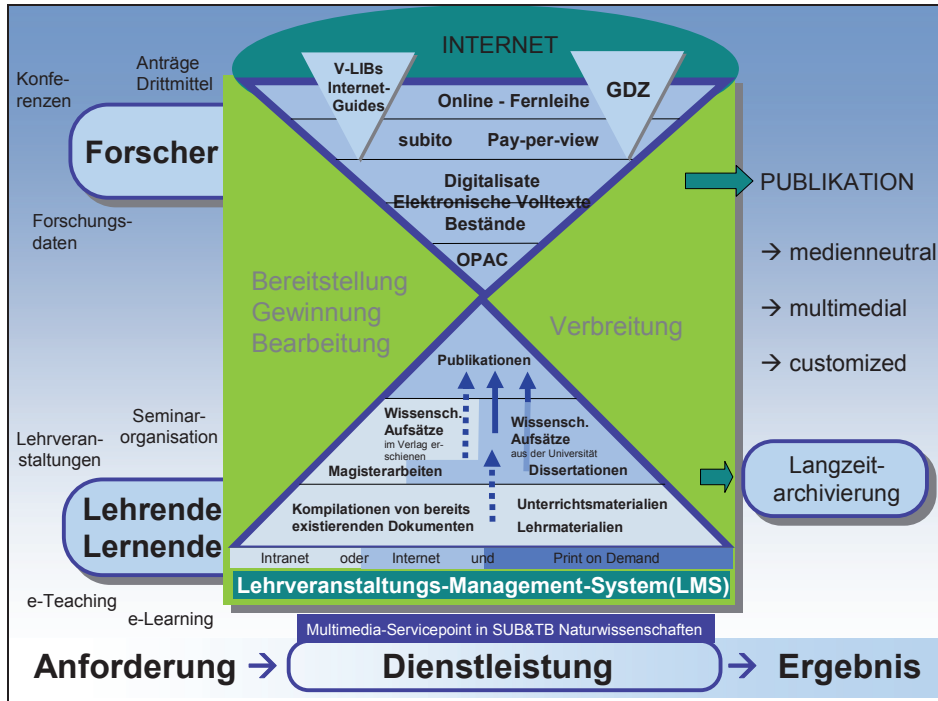 INTERNET
V-LIBs
Internet-
Guides
GDZ
Online - Fernleihe
subito Pay-per-view
Digitalisate
Elektronische Volltexte
Bestände
OPAC
Konfe-
renzen
Anträge
Drittmittel
Forscher
Forschungs-
daten
Bereitstellung
Gewinnung
Bearbeitung
Verbreitung
PUBLIKATION
→ medienneutral
→ multimedial
→ customized
Publikationen
Wissensch.
Aufsätze
im Verlag er-
schienen
Magisterarbeiten
Wissensch.
Aufsätze
aus der Universität
Dissertationen
Kompilationen von bereits
existierenden Dokumenten
Unterrichtsmaterialien
Lehrmaterialien
Seminar-
organisation
Lehrveran-
staltungen
Lehrende
Lernende
e-Teaching
e-Learning
Langzeit-
archivierung
Intranet oder Internet und Print on Demand
Lehrveranstaltungs-Management-System(LMS)
Multimedia-Servicepoint in SUB&TB Naturwissenschaften
Anforderung → Dienstleistung → Ergebnis